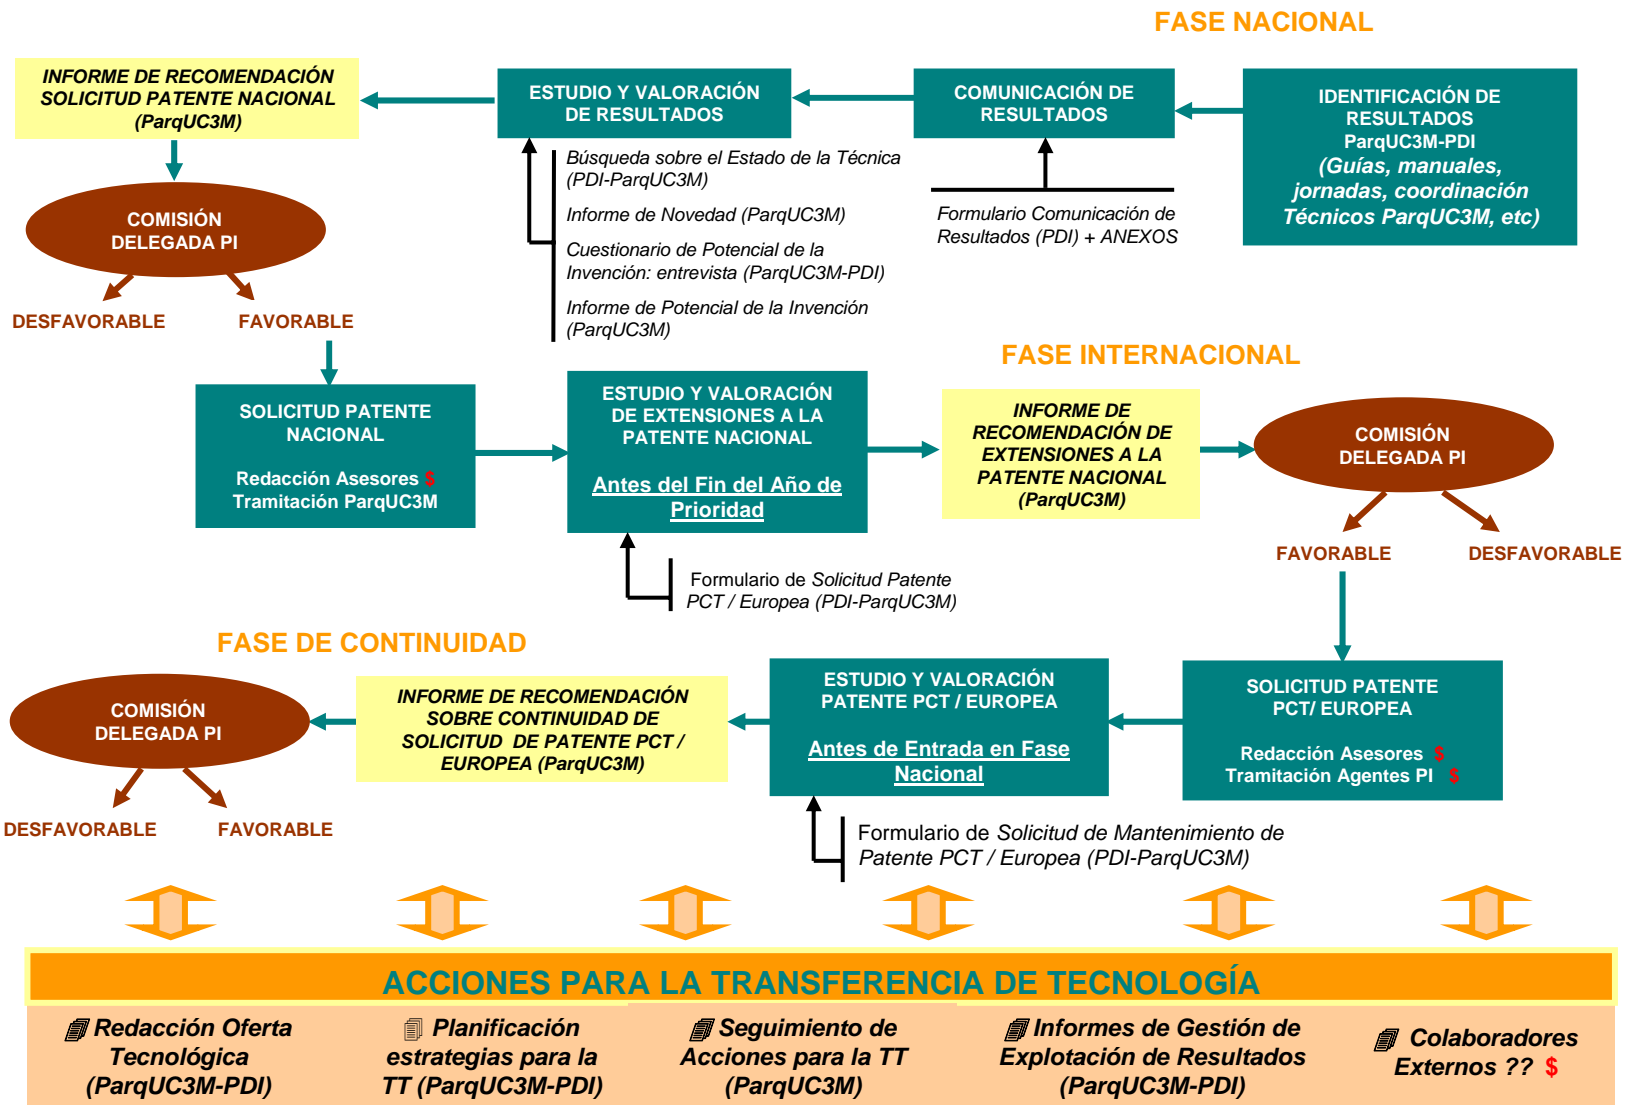 FASE NACIONAL
IDENTIFICACIÓN DE
RESULTADOS
ParqUC3M-PDI
(Guías, manuales,
jornadas, coordinación
Técnicos ParqUC3M, etc)
COMUNICACIÓN DE
RESULTADOS
Formulario Comunicación de
Resultados (PDI) + ANEXOS
ESTUDIO Y VALORACIÓN
DE RESULTADOS
Búsqueda sobre el Estado de la Técnica
(PDI-ParqUC3M)
Informe de Novedad (ParqUC3M)
Cuestionario de Potencial de la
Invención: entrevista (ParqUC3M-PDI)
Informe de Potencial de la Invención
(ParqUC3M)
INFORME DE RECOMENDACIÓN
SOLICITUD PATENTE NACIONAL
(ParqUC3M)
COMISIÓN
DELEGADA PI
DESFAVORABLE
FAVORABLE
FASE INTERNACIONAL
SOLICITUD PATENTE
NACIONAL
Redacción Asesores $
Tramitación ParqUC3M
ESTUDIO Y VALORACIÓN
DE EXTENSIONES A LA
PATENTE NACIONAL
Antes del Fin del Año de
Prioridad
Formulario de Solicitud Patente
PCT / Europea (PDI-ParqUC3M)
INFORME DE
RECOMENDACIÓN DE
EXTENSIONES A LA
PATENTE NACIONAL
(ParqUC3M)
COMISIÓN
DELEGADA PI
FAVORABLE
DESFAVORABLE
FASE DE CONTINUIDAD
SOLICITUD PATENTE
PCT/ EUROPEA
Redacción Asesores $
Tramitación Agentes PI $
ESTUDIO Y VALORACIÓN
PATENTE PCT / EUROPEA
Antes de Entrada en Fase
Nacional
Formulario de Solicitud de Mantenimiento de
Patente PCT / Europea (PDI-ParqUC3M)
INFORME DE RECOMENDACIÓN
SOBRE CONTINUIDAD DE
SOLICITUD DE PATENTE PCT /
EUROPEA (ParqUC3M)
COMISIÓN
DELEGADA PI
DESFAVORABLE
FAVORABLE
ACCIONES PARA LA TRANSFERENCIA DE TECNOLOGÍA
Redacción Oferta
Tecnológica
(ParqUC3M-PDI)
Planificación
estrategias para la
TT (ParqUC3M-PDI)
Seguimiento de
Acciones para la TT
(ParqUC3M)
Informes de Gestión de
Explotación de Resultados
(ParqUC3M-PDI)
Colaboradores
Externos ?? $